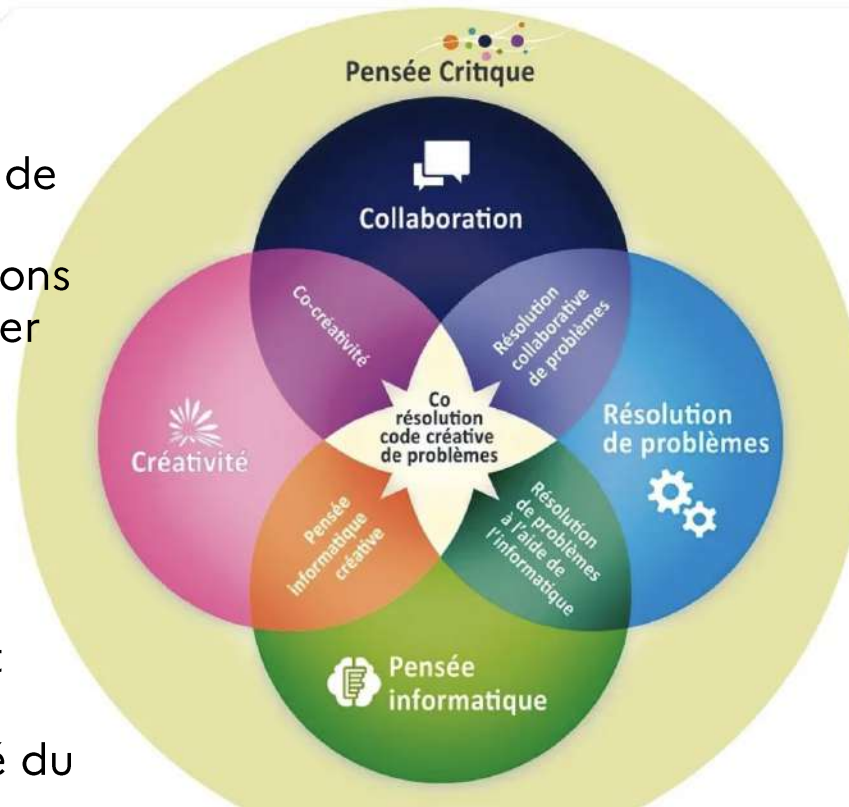 Pensée Critique
de
ons
er
t
é du
Collaboration
Co-créativité
Résolution
collaborative
de problèmes
Créativité
Co
résolution
code créative
de problèmes
Résolution
de problèmes
Pensée
Informatique
créative
Résolution
de problèmes
à l'aide de
l'informatique
Pensée
informatique